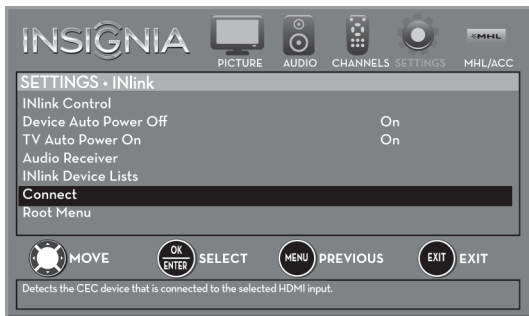 INSIGNIA
PICTURE AUDIO CHANNELS SETTINGS MHL/ACC
MHL
SETTINGS • INlink
INlink Control
Device Auto Power Off On
TV Auto Power On On
Audio Receiver
INlink Device Lists
Connect
Root Menu
MOVE OK ENTER SELECT MENU PREVIOUS EXIT EXIT
Detects the CEC device that is connected to the selected HDMI input.